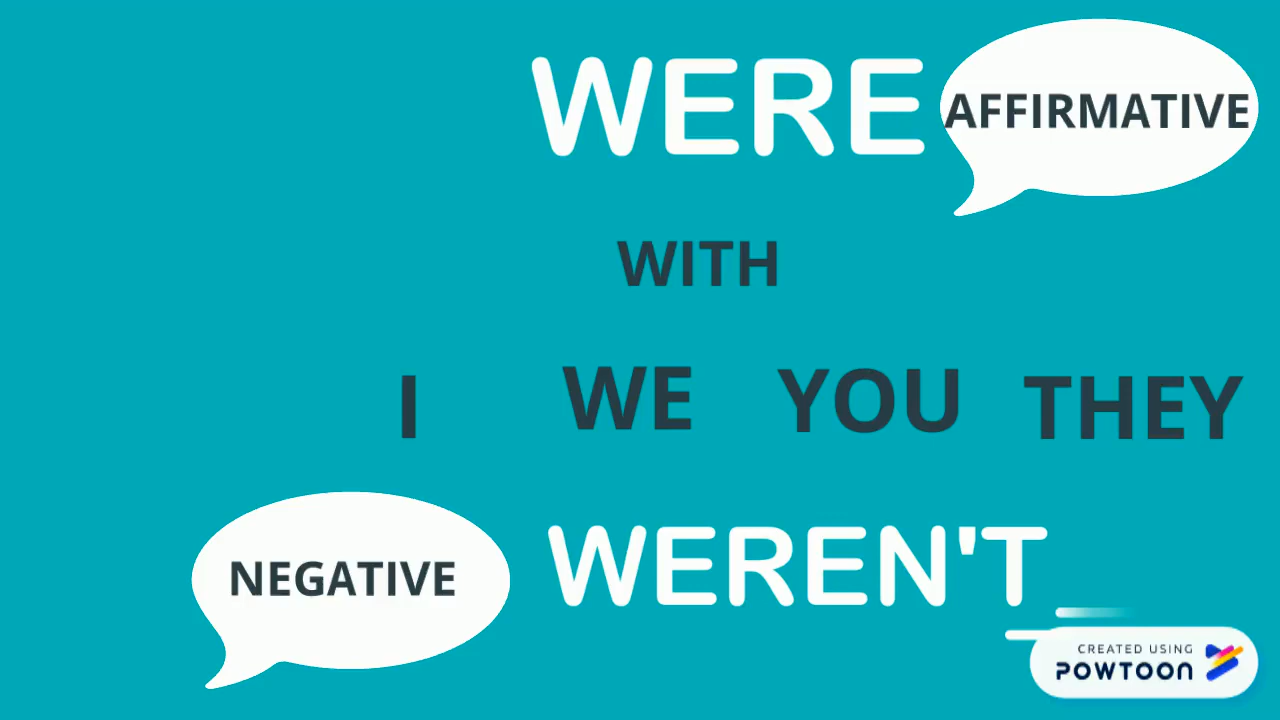 WERE AFFIRMATIVE
WITH
I WE YOU THEY
NEGATIVE WEREN'T
CREATED USING
POWTOON